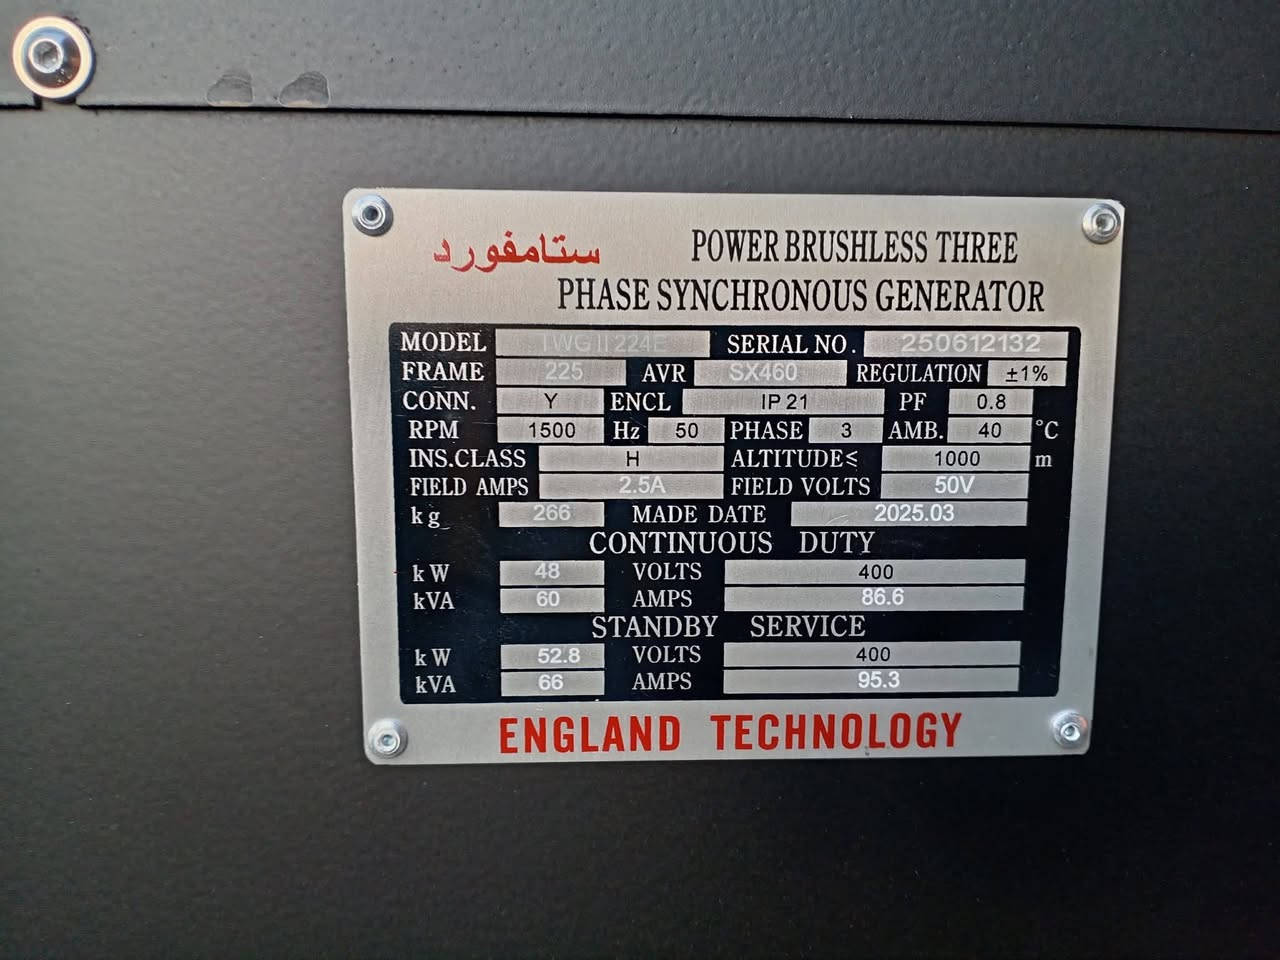 ستامفورد POWER BRUSHLESS THREE
PHASE SYNCHRONOUS GENERATOR
MODEL TWG II 224E SERIAL NO. 250612132
FRAME 225 AVR SX460 REGULATION ±1%
CONN. Y ENCL IP 21 PF 0.8
RPM 1500 Hz 50 PHASE 3 AMB. 40 °C
INS.CLASS H ALTITUDE≤ 1000 m
FIELD AMPS 2.5A FIELD VOLTS 50V
kg 266 MADE DATE 2025.03
CONTINUOUS DUTY
kW 48 VOLTS 400
kVA 60 AMPS 86.6
STANDBY SERVICE
kW 52.8 VOLTS 400
kVA 66 AMPS 95.3
ENGLAND TECHNOLOGY